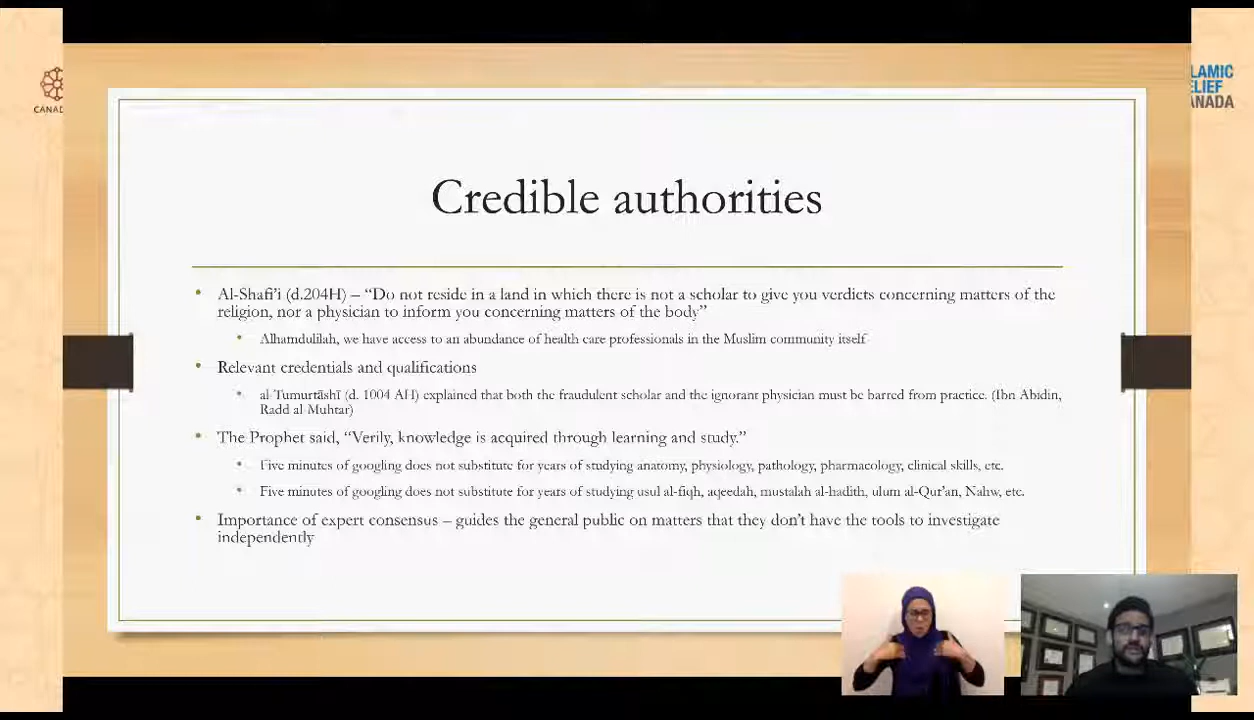 CANAD
LAMIC
ELIEF
ANADA
Credible authorities
Al-Shafi'i (d.204H) – “Do not reside in a land in which there is not a scholar to give you verdicts concerning matters of the
religion, nor a physician to inform you concerning matters of the body”
Alhamdulilah, we have access to an abundance of health care professionals in the Muslim community itself
Relevant credentials and qualifications
al-Tumurtāshī (d. 1004 AH) explained that both the fraudulent scholar and the ignorant physician must be barred from practice. (Ibn Abidin,
Radd al-Muhtar)
The Prophet said, “Verily, knowledge is acquired through learning and study.”
Five minutes of googling does not substitute for years of studying anatomy, physiology, pathology, pharmacology, clinical skills, etc.
Five minutes of googling does not substitute for years of studying usul al-fiqh, aqeedah, mustalah al-hadith, ulum al-Qur'an, Nahw, etc.
Importance of expert consensus – guides the general public on matters that they don't have the tools to investigate
independently